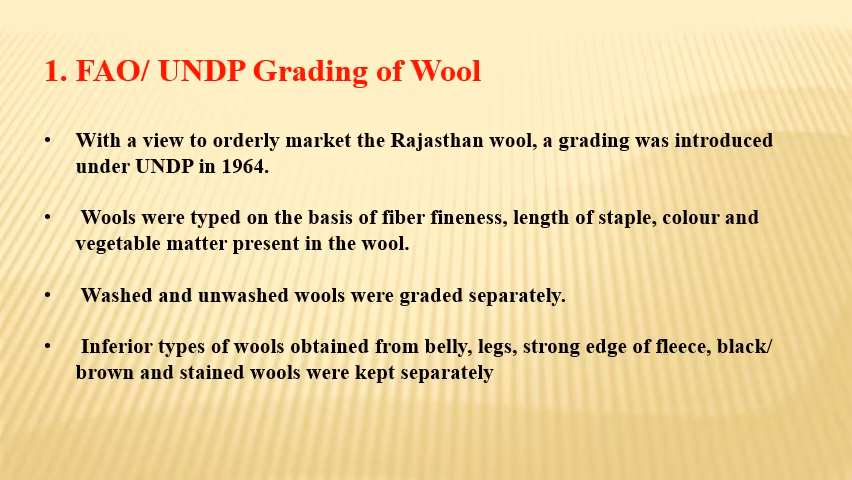 1. FAO/ UNDP Grading of Wool
• With a view to orderly market the Rajasthan wool, a grading was introduced
under UNDP in 1964.
• Wools were typed on the basis of fiber fineness, length of staple, colour and
vegetable matter present in the wool.
• Washed and unwashed wools were graded separately.
• Inferior types of wools obtained from belly, legs, strong edge of fleece, black/
brown and stained wools were kept separately